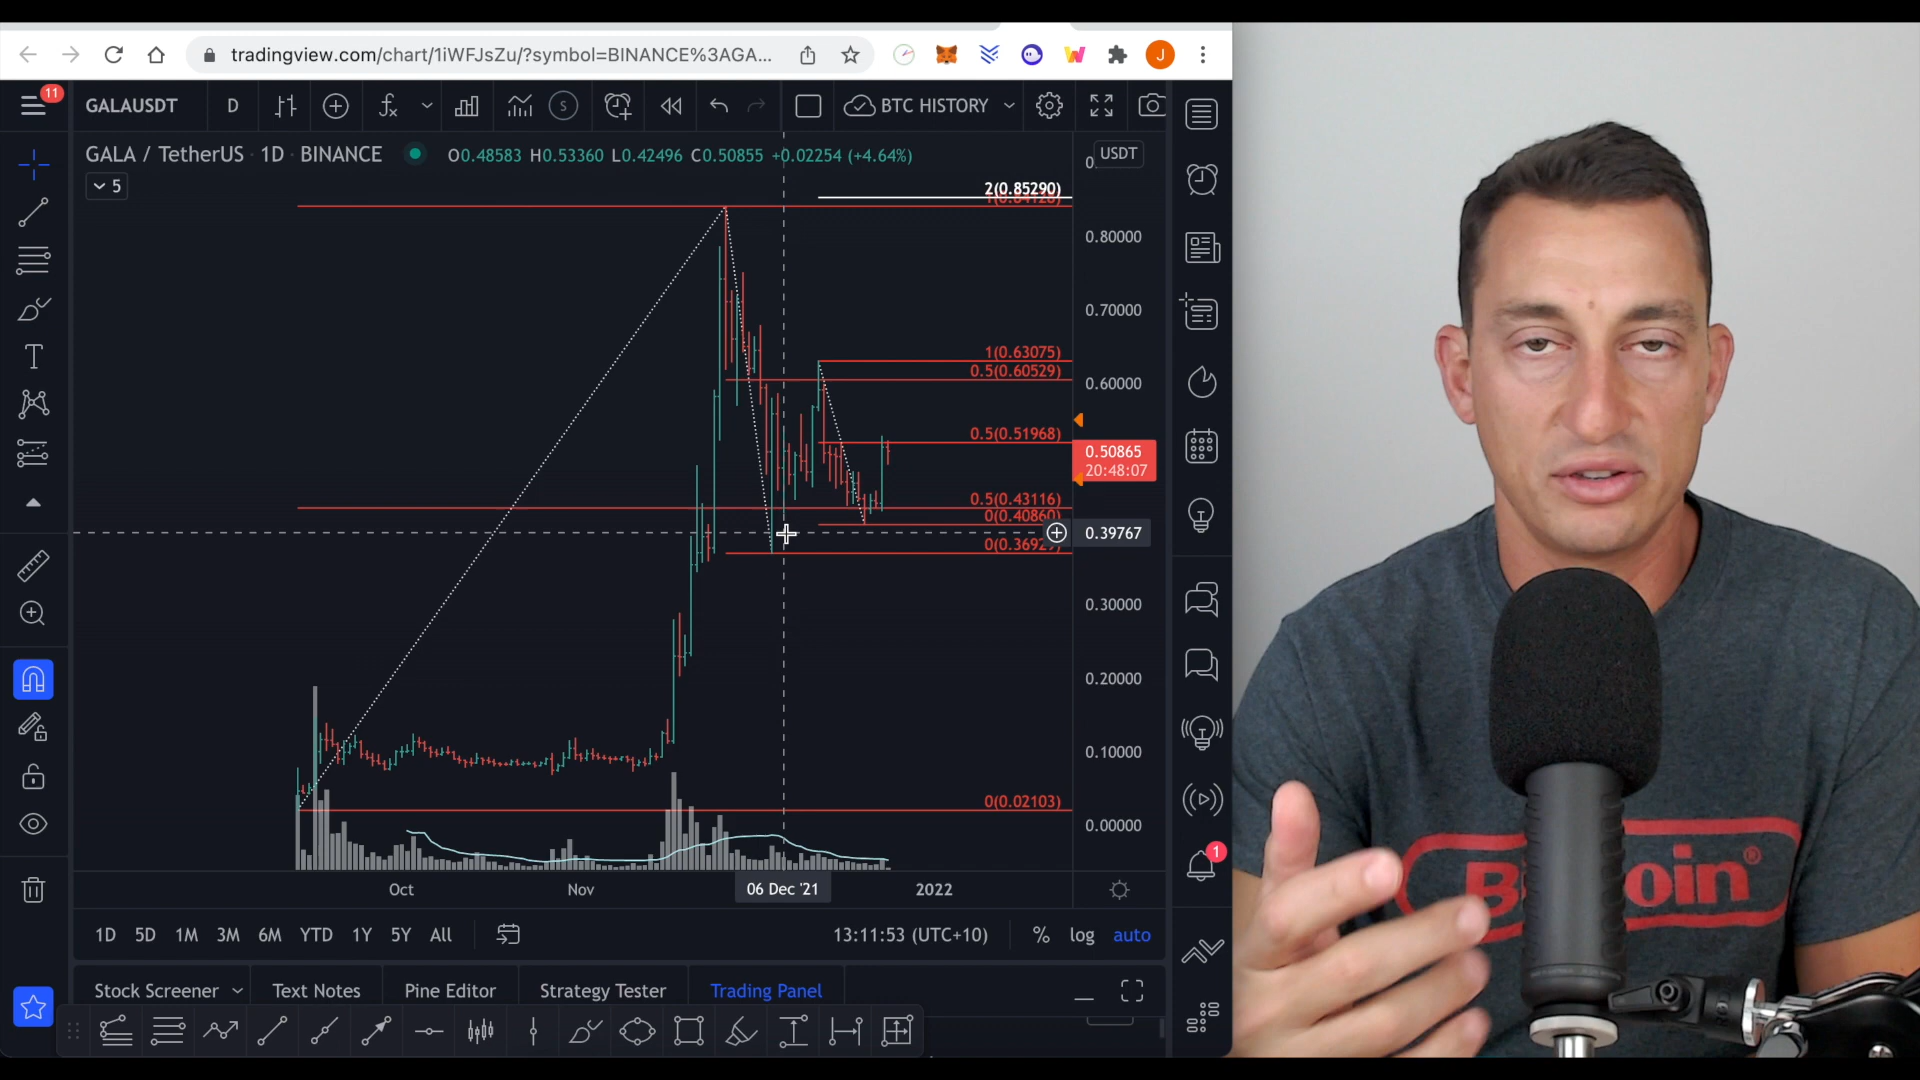 tradingview.com/chart/1iWFJsZu/?symbol=BINANCE%3AGA...
J
11
GALAUSDT
D
BTC HISTORY
GALA / TetherUS · 1D · BINANCE
O0.48583 H0.53360 L0.42496 C0.50855 +0.02254 (+4.64%)
USDT
5
2(0.85290)
0.80000
0.70000
1(0.63075)
0.5(0.60529)
0.60000
0.5(0.51968)
0.50865
20:48:07
0.5(0.43116)
0(0.40860)
0.39767
0.30000
0.20000
0.10000
0(0.02103)
0.00000
Oct
Nov
06 Dec '21
2022
1D
5D
1M
3M
6M
YTD
1Y
5Y
All
13:11:53 (UTC+10)
%
log
auto
Stock Screener
Text Notes
Pine Editor
Strategy Tester
Trading Panel
1